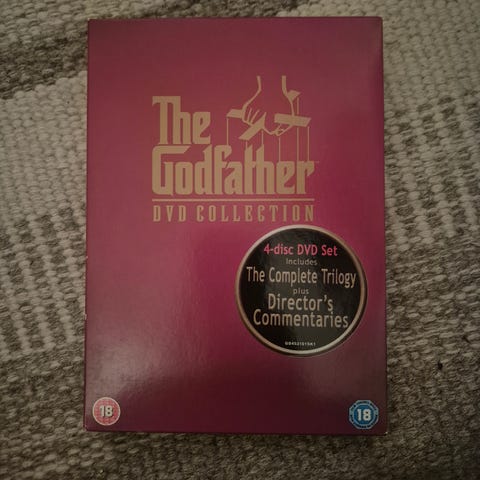 The
Godfather
DVD COLLECTION
4-disc DVD Set
includes
The Complete Trilogy
plus
Director's
Commentaries
18
18